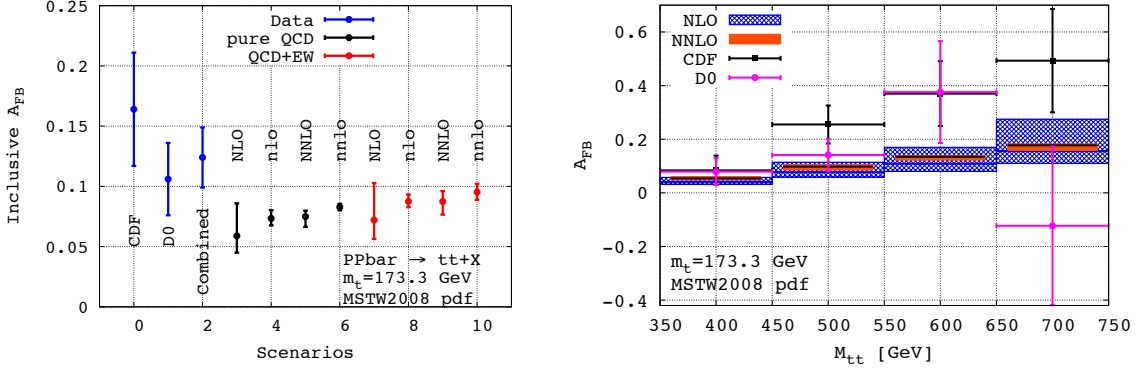 0.25
0.2
0.15
0.1
0.05
0
Inclusive A_FB
Data
pure QCD
QCD+EW
CDF
D0
Combined
NLO
nlo
NNLO
nnlo
NLO
nlo
NNLO
nnlo
PPbar → tt+X
m_t=173.3 GeV
MSTW2008 pdf
0 2 4 6 8 10
Scenarios
0.6
0.4
0.2
0
-0.2
-0.4
A_FB
NLO
NNLO
CDF
D0
m_t=173.3 GeV
MSTW2008 pdf
350 400 450 500 550 600 650 700 750
M_tt [GeV]